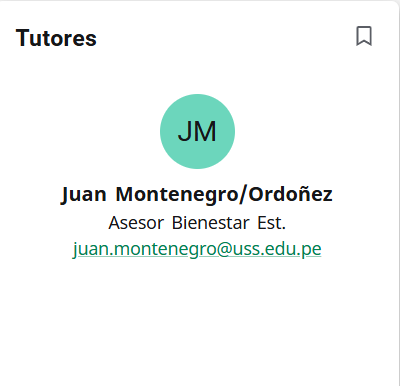 Tutores
JM
Juan Montenegro/Ordoñez
Asesor Bienestar Est.
juan.montenegro@uss.edu.pe